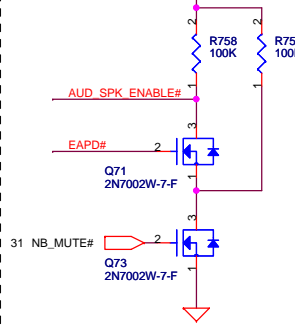 2
2
R758
100K
R75
100
1
1
AUD_SPK_ENABLE#
3
EAPD#
2
1
Q71
2N7002W-7-F
3
31 NB_MUTE#
2
1
Q73
2N7002W-7-F